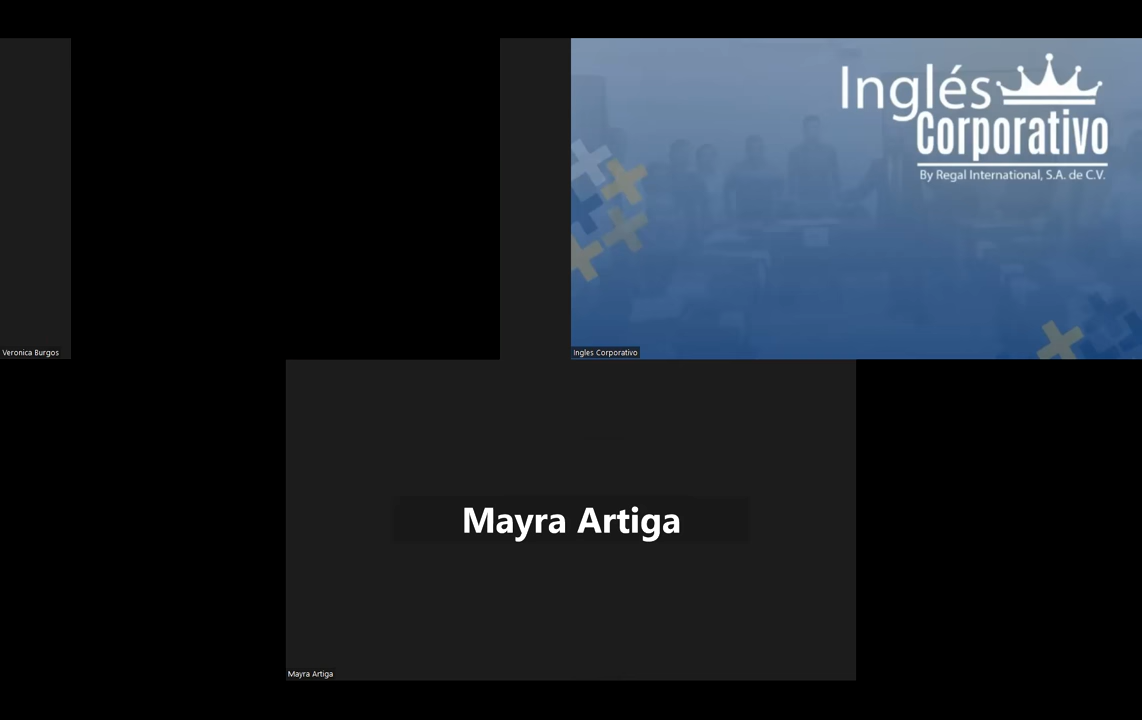 Inglés
Corporativo
By Regal International, S.A. de C.V.
Veronica Burgos
Ingles Corporativo
Mayra Artiga
Mayra Artiga